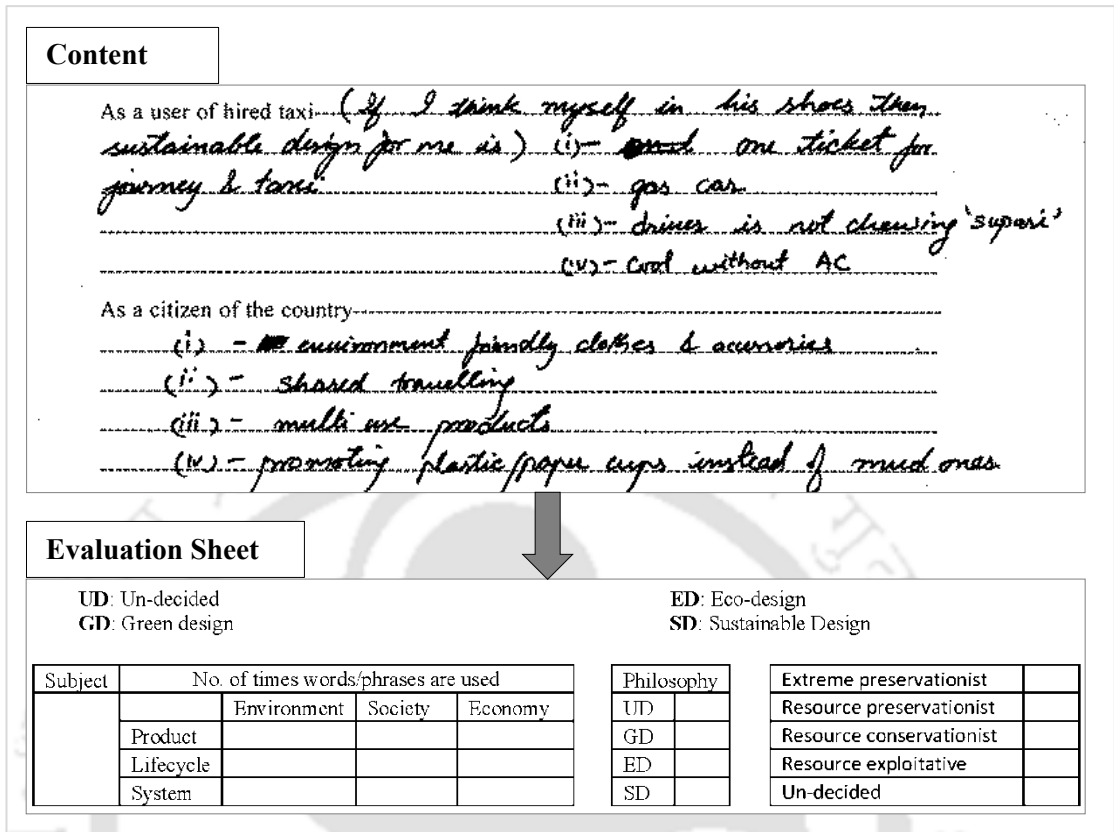 Content
As a user of hired taxi (If I think myself in his shoes then,
sustainable design for me is) (i)- one ticket for
journey & taxi. (ii)- gas car.
(iii)- driver is not chewing 'supari'
(iv)- Cool without AC
As a citizen of the country
(i) - environment friendly clothes & accessories
(ii) - shared travelling
(iii) - multi use products
(iv) - promoting plastic/paper cups instead of mud ones.
Evaluation Sheet
UD: Un-decided ED: Eco-design
GD: Green design SD: Sustainable Design
Subject No. of times words/phrases are used Philosophy Extreme preservationist
Environment Society Economy UD Resource preservationist
Product GD Resource conservationist
Lifecycle ED Resource exploitative
System SD Un-decided